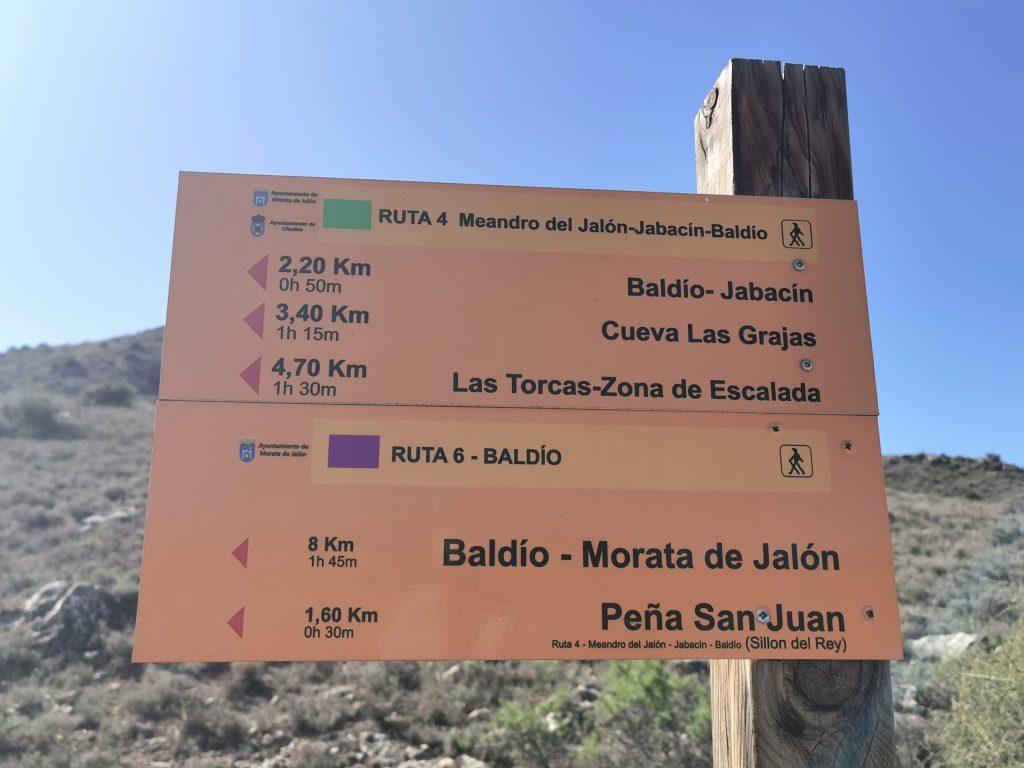 Ayuntamiento de
Morata de Jalón
Ayuntamiento de
Chodes
RUTA 4 Meandro del Jalón-Jabacín-Baldío
2,20 Km
0h 50m
Baldío- Jabacín
3,40 Km
1h 15m
Cueva Las Grajas
4,70 Km
1h 30m
Las Torcas-Zona de Escalada
Ayuntamiento de
Morata de Jalón
RUTA 6 - BALDÍO
8 Km
1h 45m
Baldío - Morata de Jalón
1,60 Km
0h 30m
Peña San Juan
Ruta 4 - Meandro del Jalón - Jabacín - Baldío (Sillon del Rey)